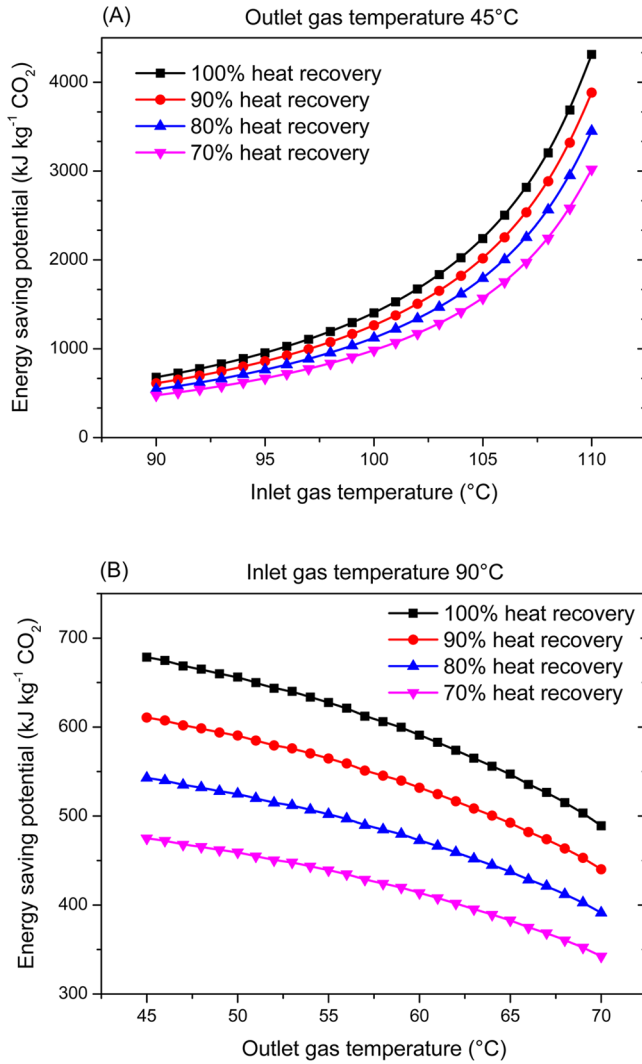 (A)
Outlet gas temperature 45°C
100% heat recovery
90% heat recovery
80% heat recovery
70% heat recovery
4000
3000
2000
1000
0
90
95
100
105
110
Energy saving potential (kJ kg⁻¹ CO₂)
Inlet gas temperature (°C)
(B)
Inlet gas temperature 90°C
100% heat recovery
90% heat recovery
80% heat recovery
70% heat recovery
700
600
500
400
300
45
50
55
60
65
70
Energy saving potential (kJ kg⁻¹ CO₂)
Outlet gas temperature (°C)